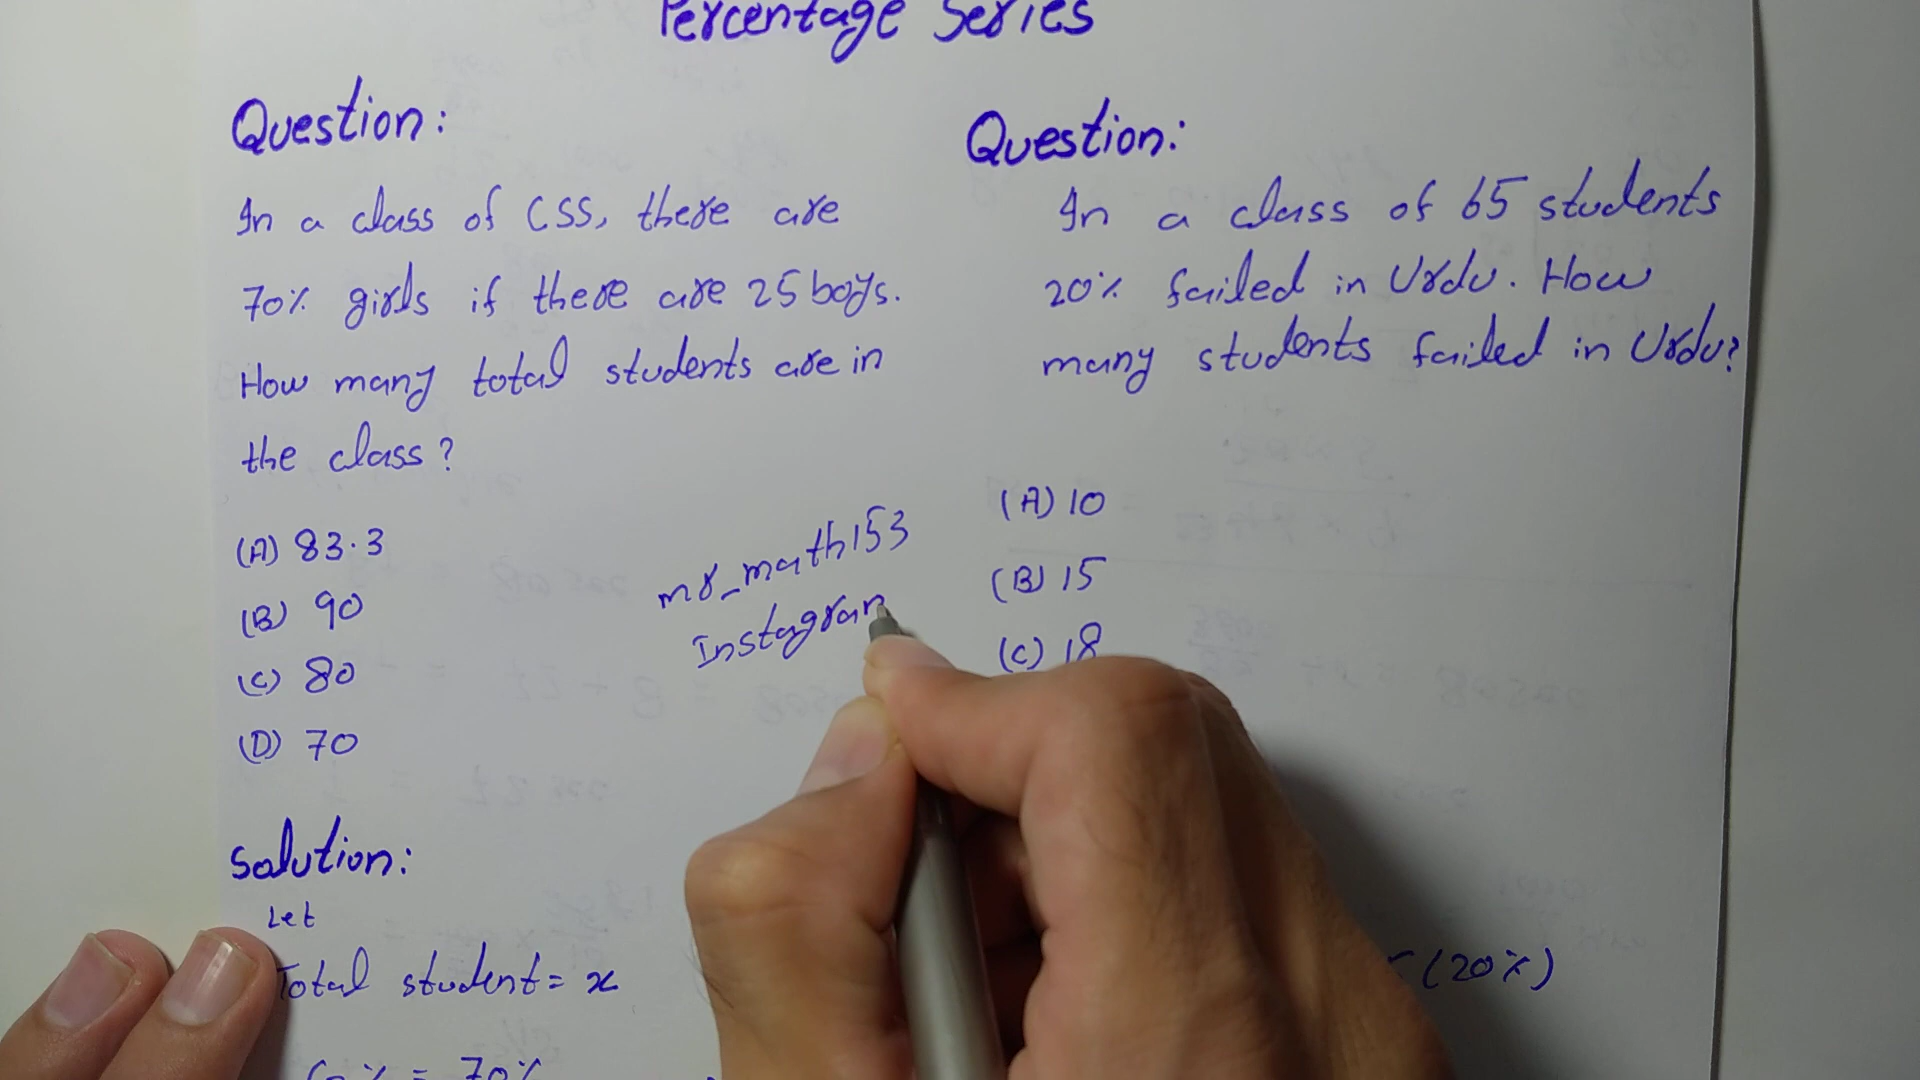 Percentage Series
Question:
In a class of CSS, there are
70% girls if there are 25 boys.
How many total students are in
the class?
(A) 83.3
(B) 90
(C) 80
(D) 70
Solution:
Let
Total student = x
= 70%
mr_math153
Instagram
Question:
In a class of 65 students
20% failed in Urdu. How
many students failed in Urdu?
(A) 10
(B) 15
(C) 18
(20%)